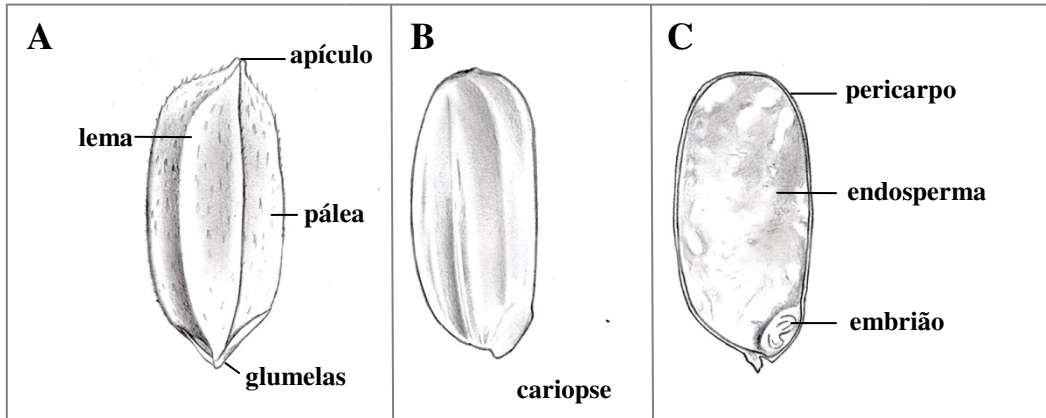 A
apículo
lema
pálea
glumelas
B
cariopse
C
pericarpo
endosperma
embrião